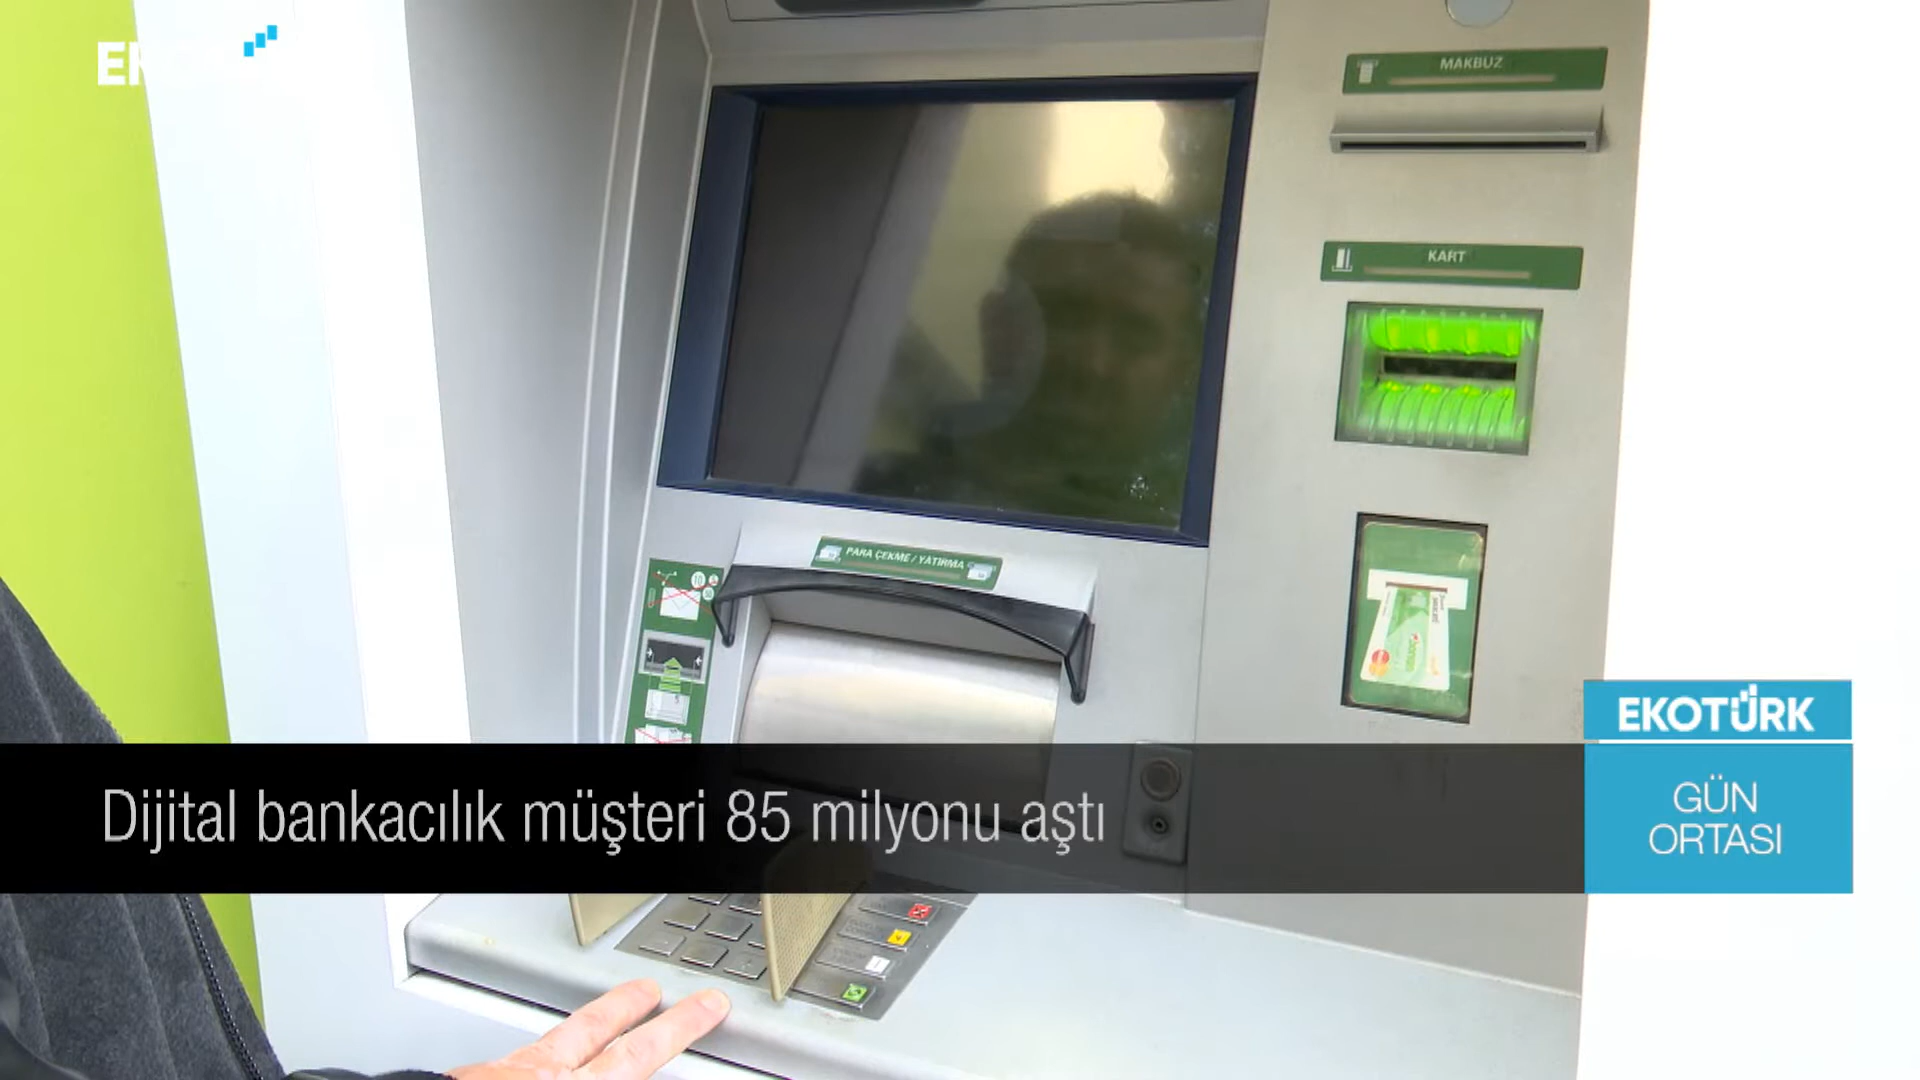 MAKBUZ
KART
PARA ÇEKME / YATIRMA
EKOTÜRK
Dijital bankacılık müşteri 85 milyonu aştı
GÜN
ORTASI